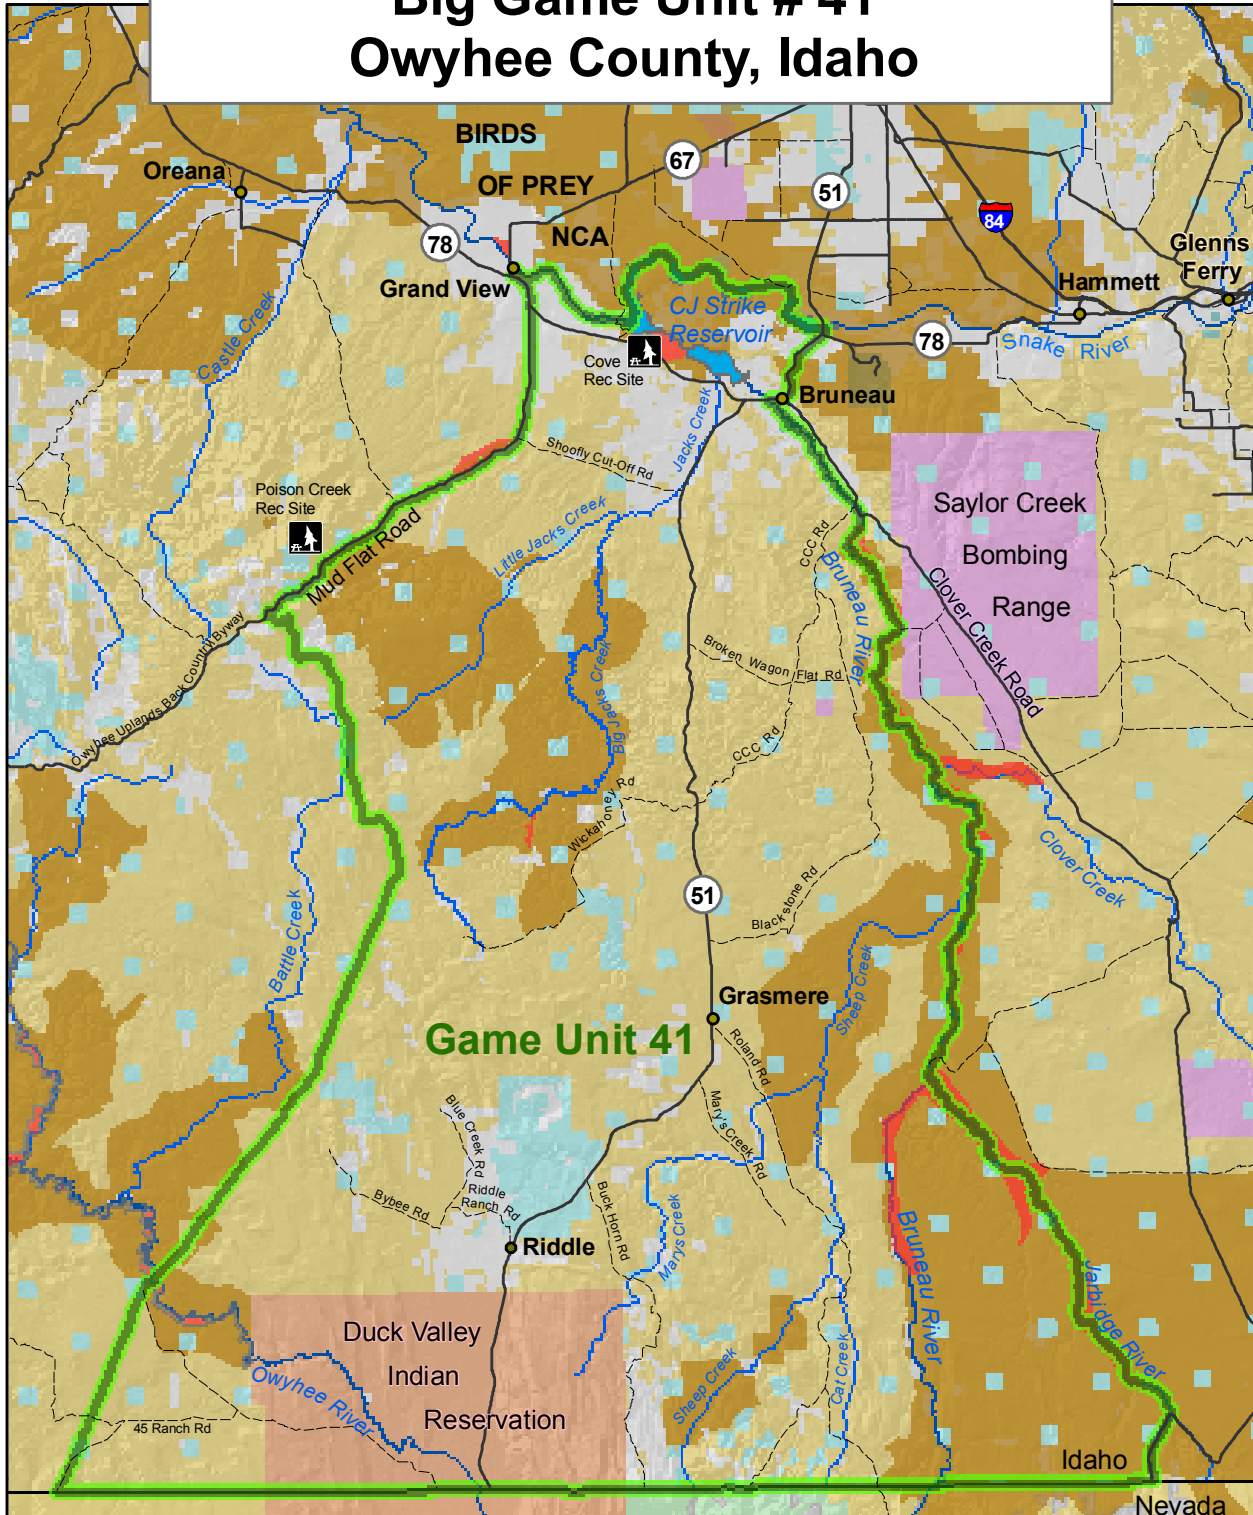 Big Game Unit # 41
Owyhee County, Idaho
BIRDS
OF PREY
NCA
67
51
84
Oreana
78
Grand View
Glenns
Ferry
Hammett
CJ Strike
Reservoir
78
Snake River
Cove
Rec Site
Bruneau
Castle Creek
Jacks Creek
Shoofly Cut-Off Rd
Poison Creek
Rec Site
Mud Flat Road
Little Jacks Creek
Saylor Creek
Bombing
Range
CCC Rd
Bruneau River
Clover Creek Road
Owyhee Uplands Back Country Byway
Big Jacks Creek
Broken Wagon Flat Rd
CCC Rd
Wickahoney Rd
Clover Creek
51
Blackstone Rd
Battle Creek
Sheep Creek
Grasmere
Game Unit 41
Roland Rd
Mary's Creek Rd
Blue Creek Rd
Riddle
Ranch Rd
Bybee Rd
Buck Horn Rd
Marys Creek
Riddle
Bruneau River
Jarbidge River
Duck Valley
Indian
Reservation
Owyhee River
Sheep Creek
Cat Creek
45 Ranch Rd
Idaho
Nevada